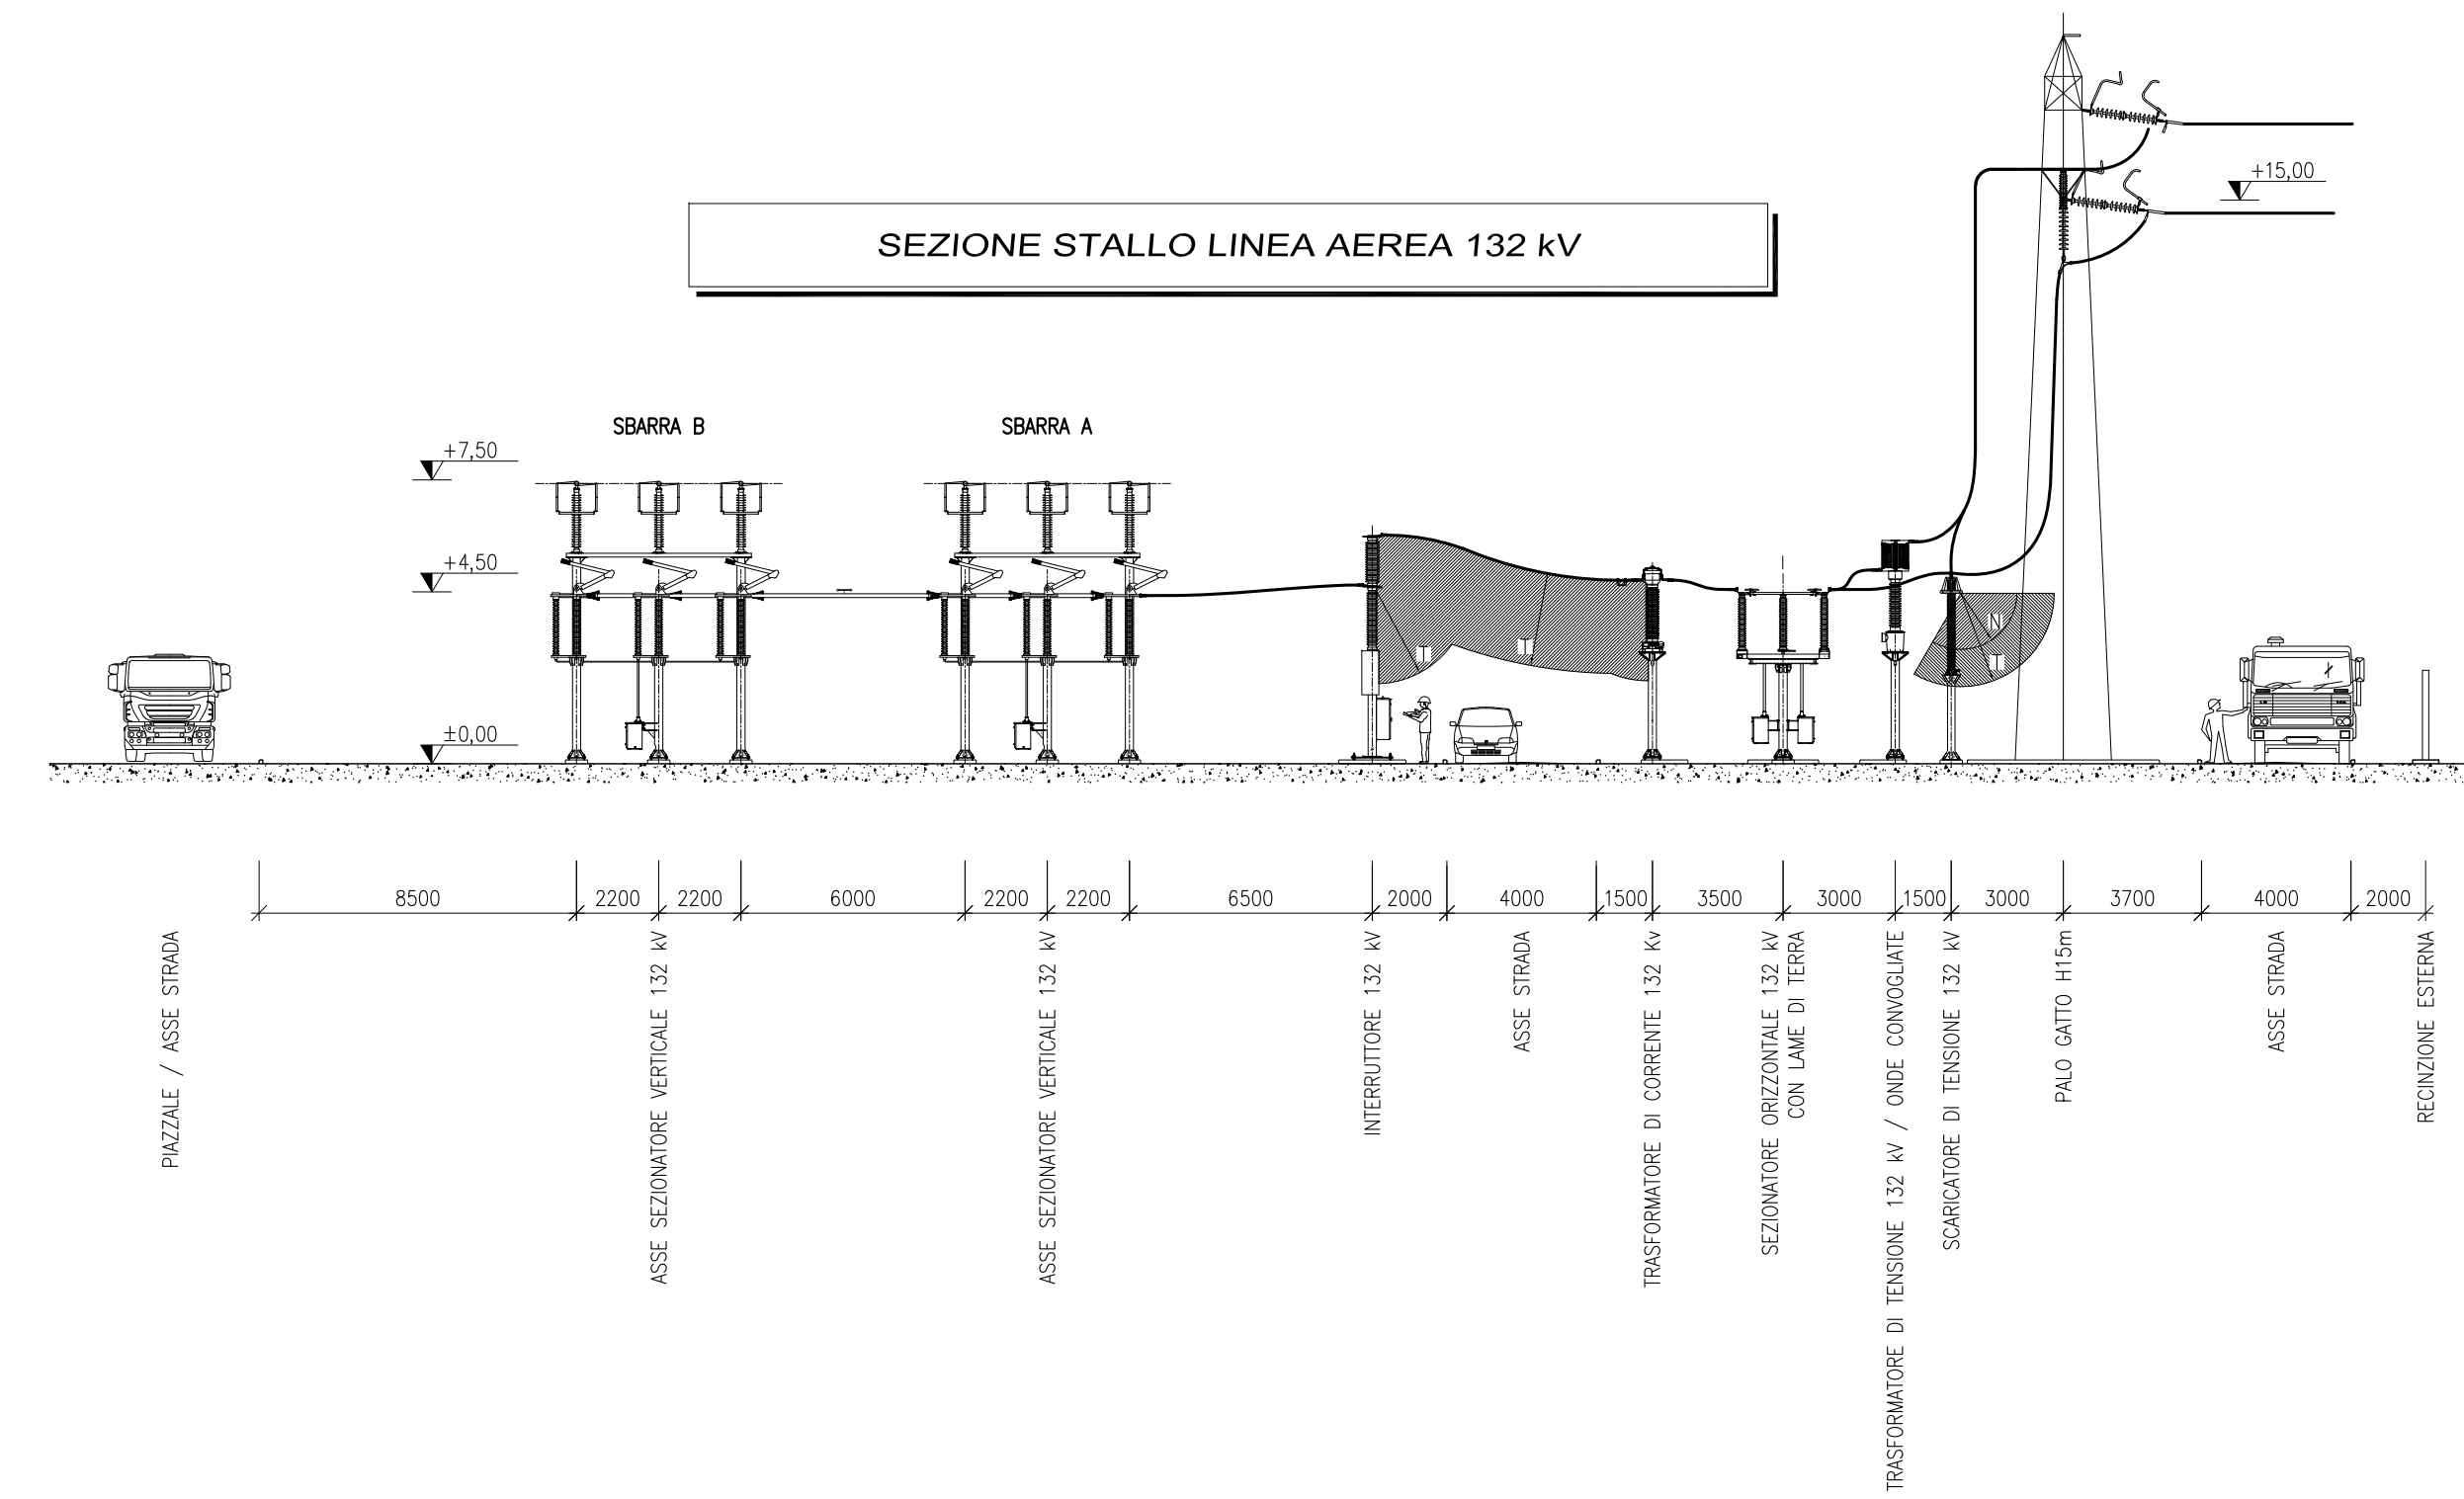 +15,00
SEZIONE STALLO LINEA AEREA 132 kV
SBARRA B
SBARRA A
+7,50
+4,50
N
T
T
T
±0,00
8500
2200
2200
6000
2200
2200
6500
2000
4000
1500
3500
3000
1500
3000
3700
4000
2000
PIAZZALE / ASSE STRADA
ASSE SEZIONATORE VERTICALE 132 kV
ASSE SEZIONATORE VERTICALE 132 kV
INTERRUTTORE 132 kV
ASSE STRADA
TRASFORMATORE DI CORRENTE 132 Kv
SEZIONATORE ORIZZONTALE 132 kV
CON LAME DI TERRA
TRASFORMATORE DI TENSIONE 132 kV / ONDE CONVOGLIATE
SCARICATORE DI TENSIONE 132 kV
PALO GATTO H15m
ASSE STRADA
RECINZIONE ESTERNA